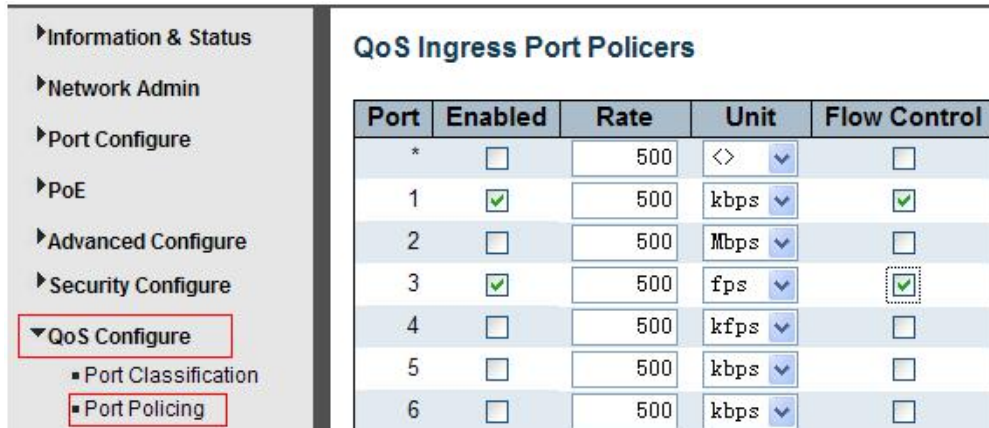 Information & Status
Network Admin
Port Configure
PoE
Advanced Configure
Security Configure
QoS Configure
Port Classification
Port Policing
QoS Ingress Port Policers
Port Enabled Rate Unit Flow Control
* 500 <>
1 500 kbps
2 500 Mbps
3 500 fps
4 500 kfps
5 500 kbps
6 500 kbps